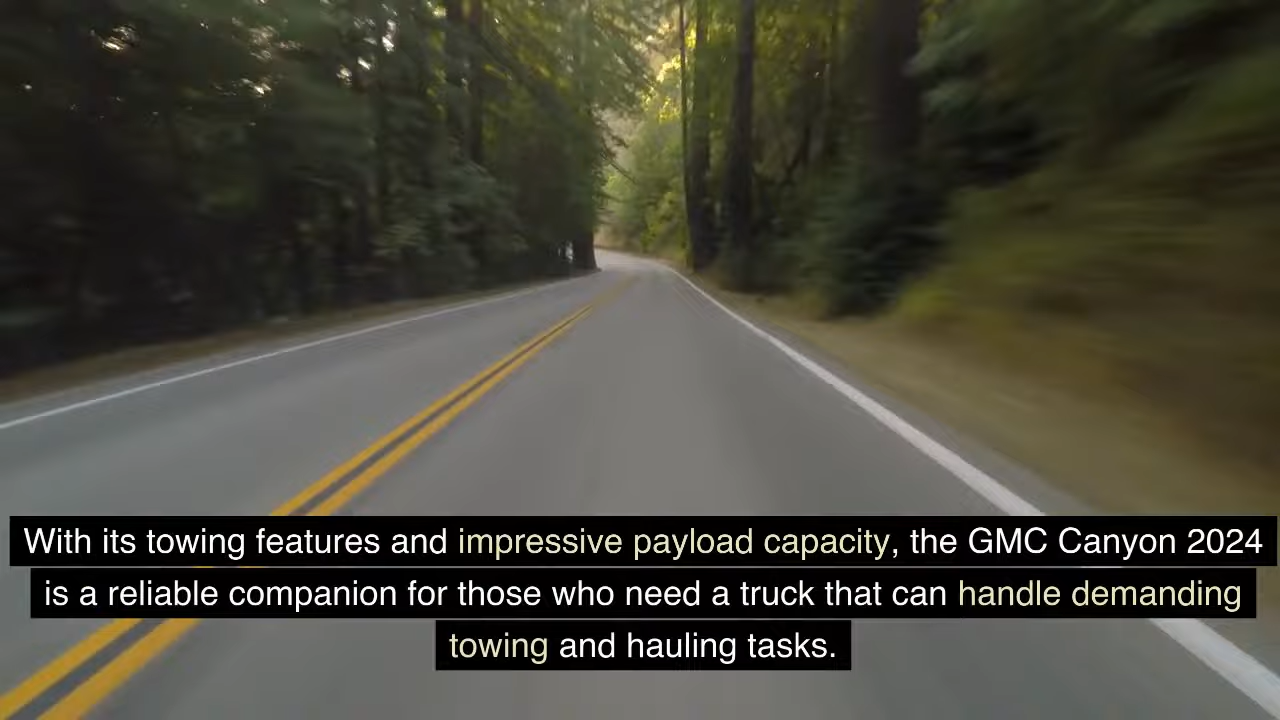 With its towing features and impressive payload capacity, the GMC Canyon 2024
is a reliable companion for those who need a truck that can handle demanding
towing and hauling tasks.